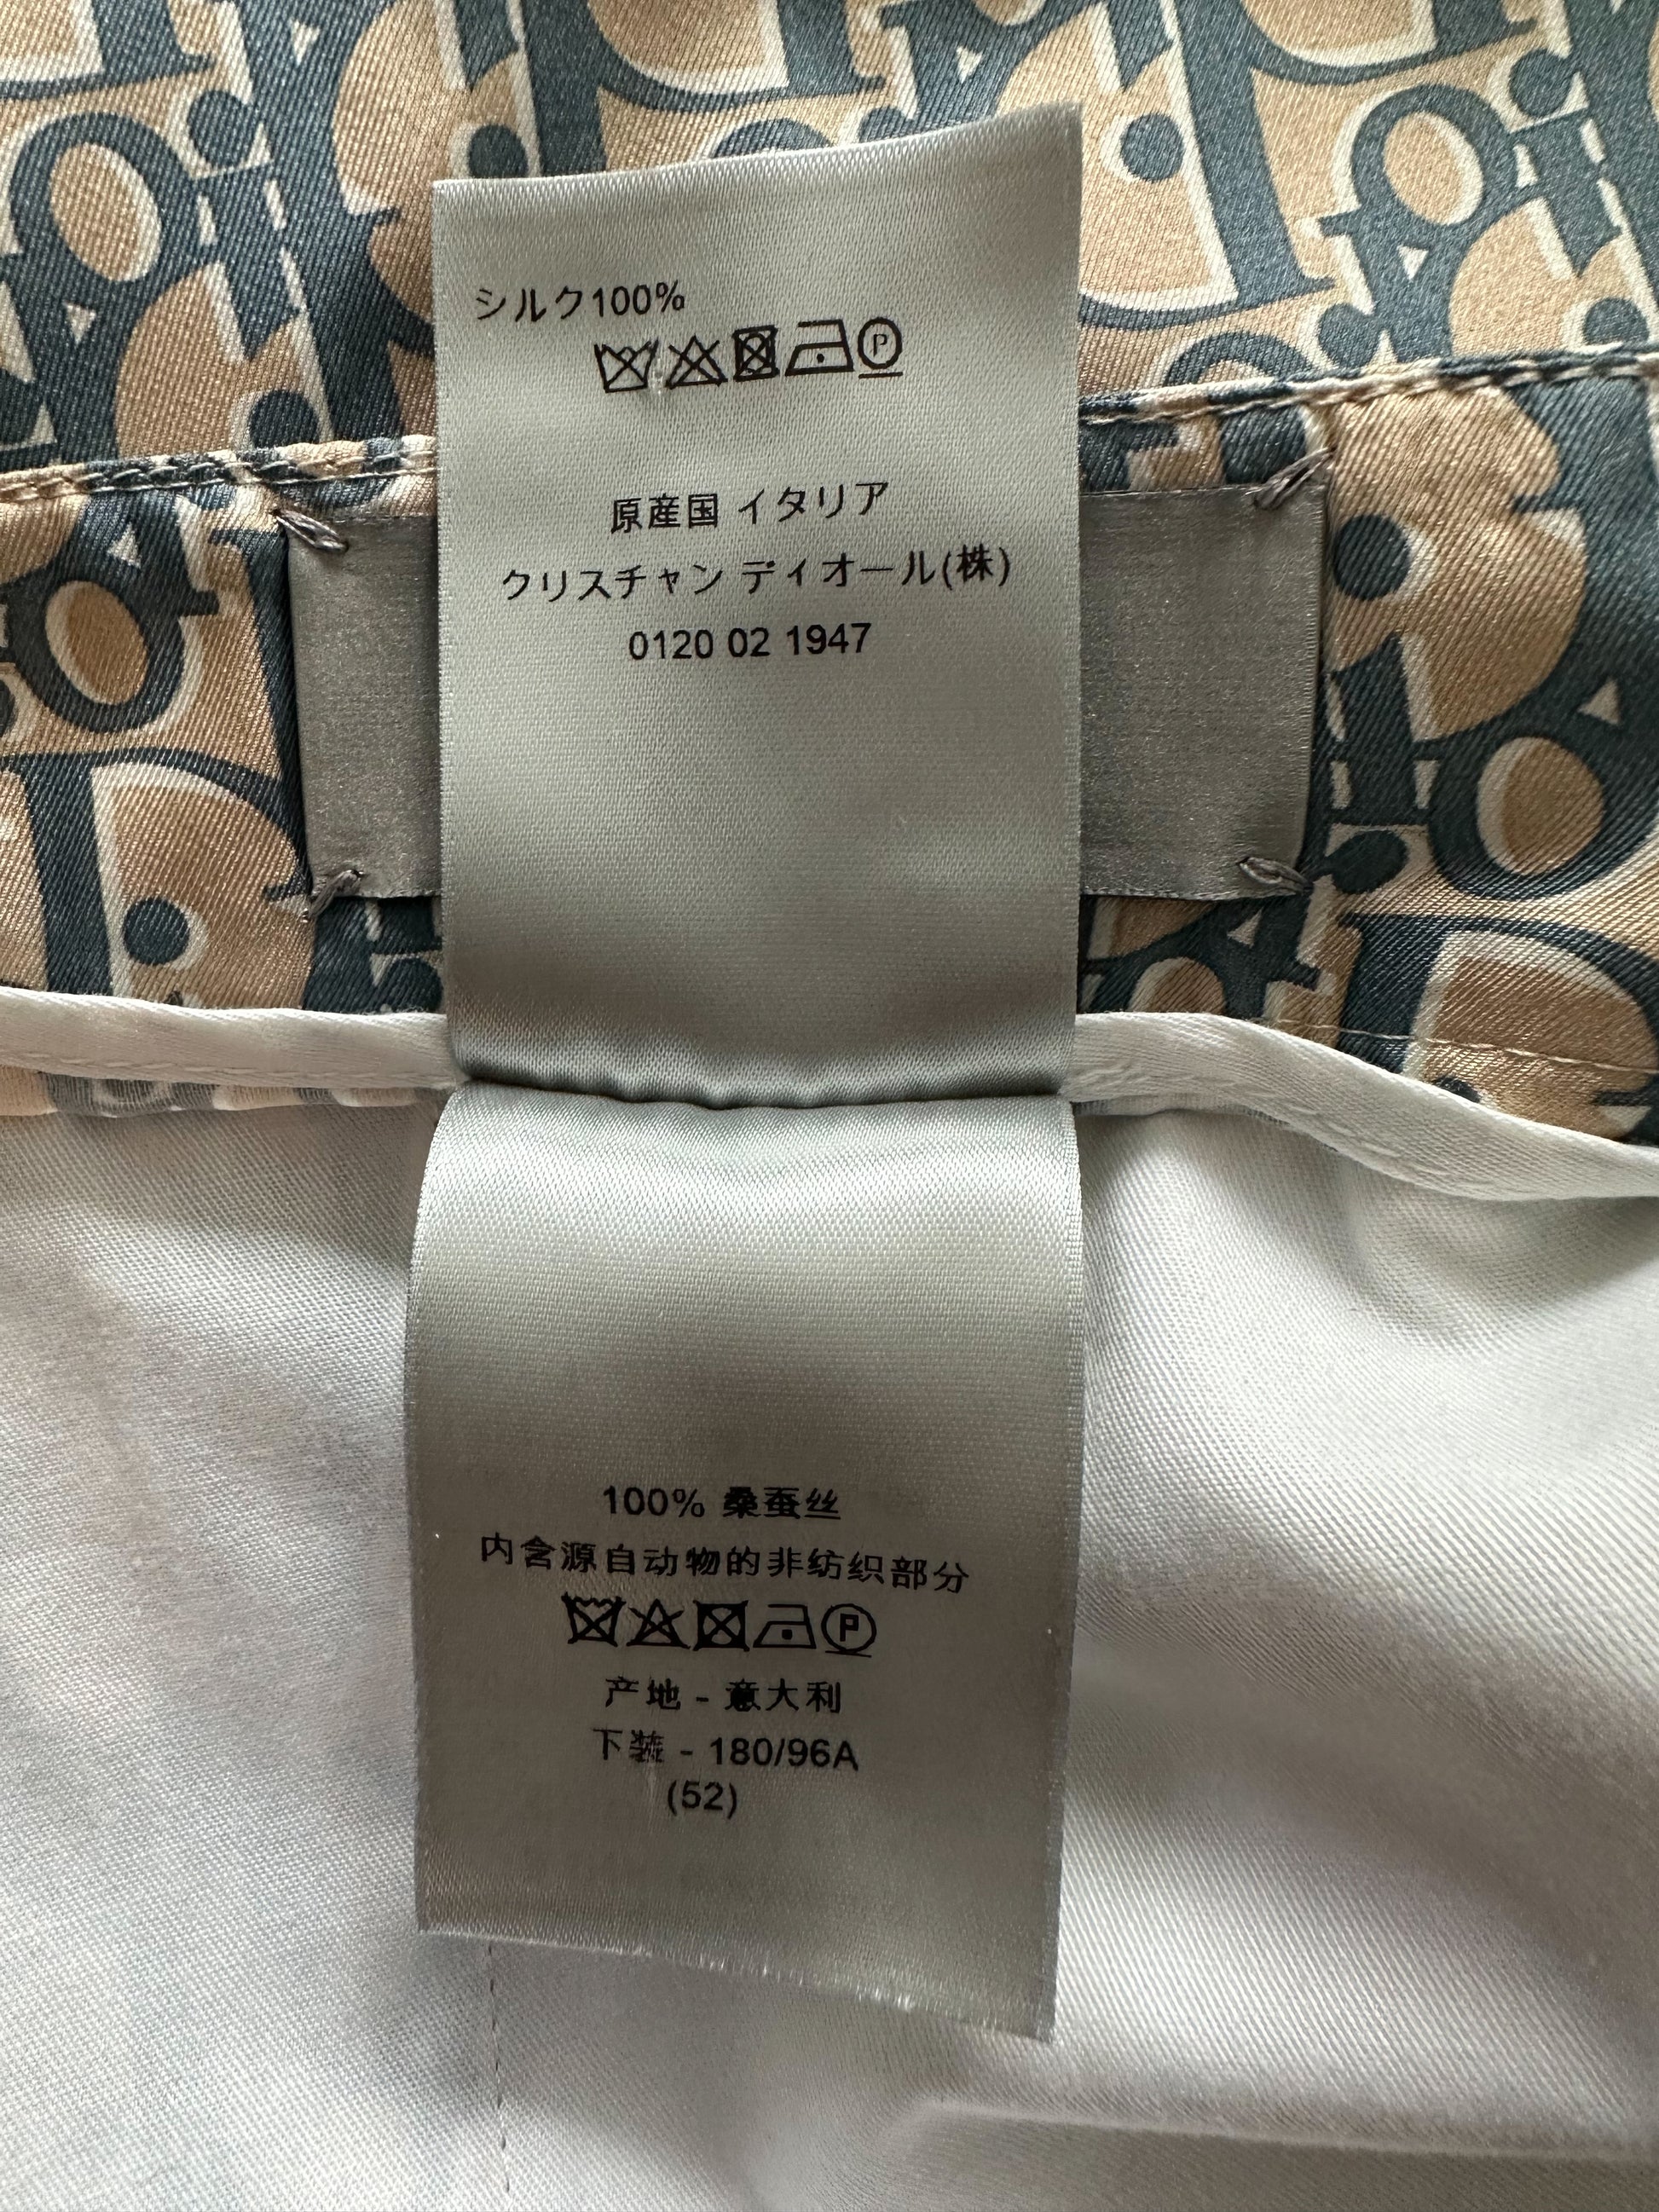 シルク100%
P
原産国 イタリア
クリスチャン ディオール(株)
0120 02 1947
100% 桑蚕丝
内含源自动物的非纺织部分
P
产地 - 意大利
下装 - 180/96A
(52)